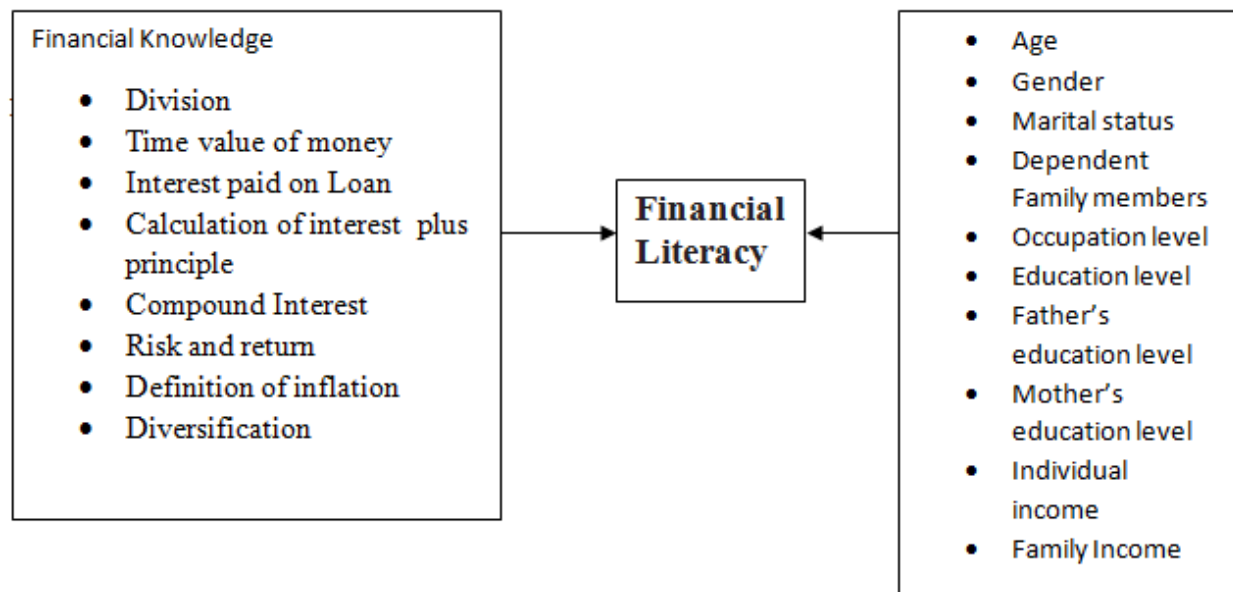 Financial Knowledge
• Division
• Time value of money
• Interest paid on Loan
• Calculation of interest plus
principle
• Compound Interest
• Risk and return
• Definition of inflation
• Diversification
Financial
Literacy
• Age
• Gender
• Marital status
• Dependent
Family members
• Occupation level
• Education level
• Father’s
education level
• Mother’s
education level
• Individual
income
• Family Income